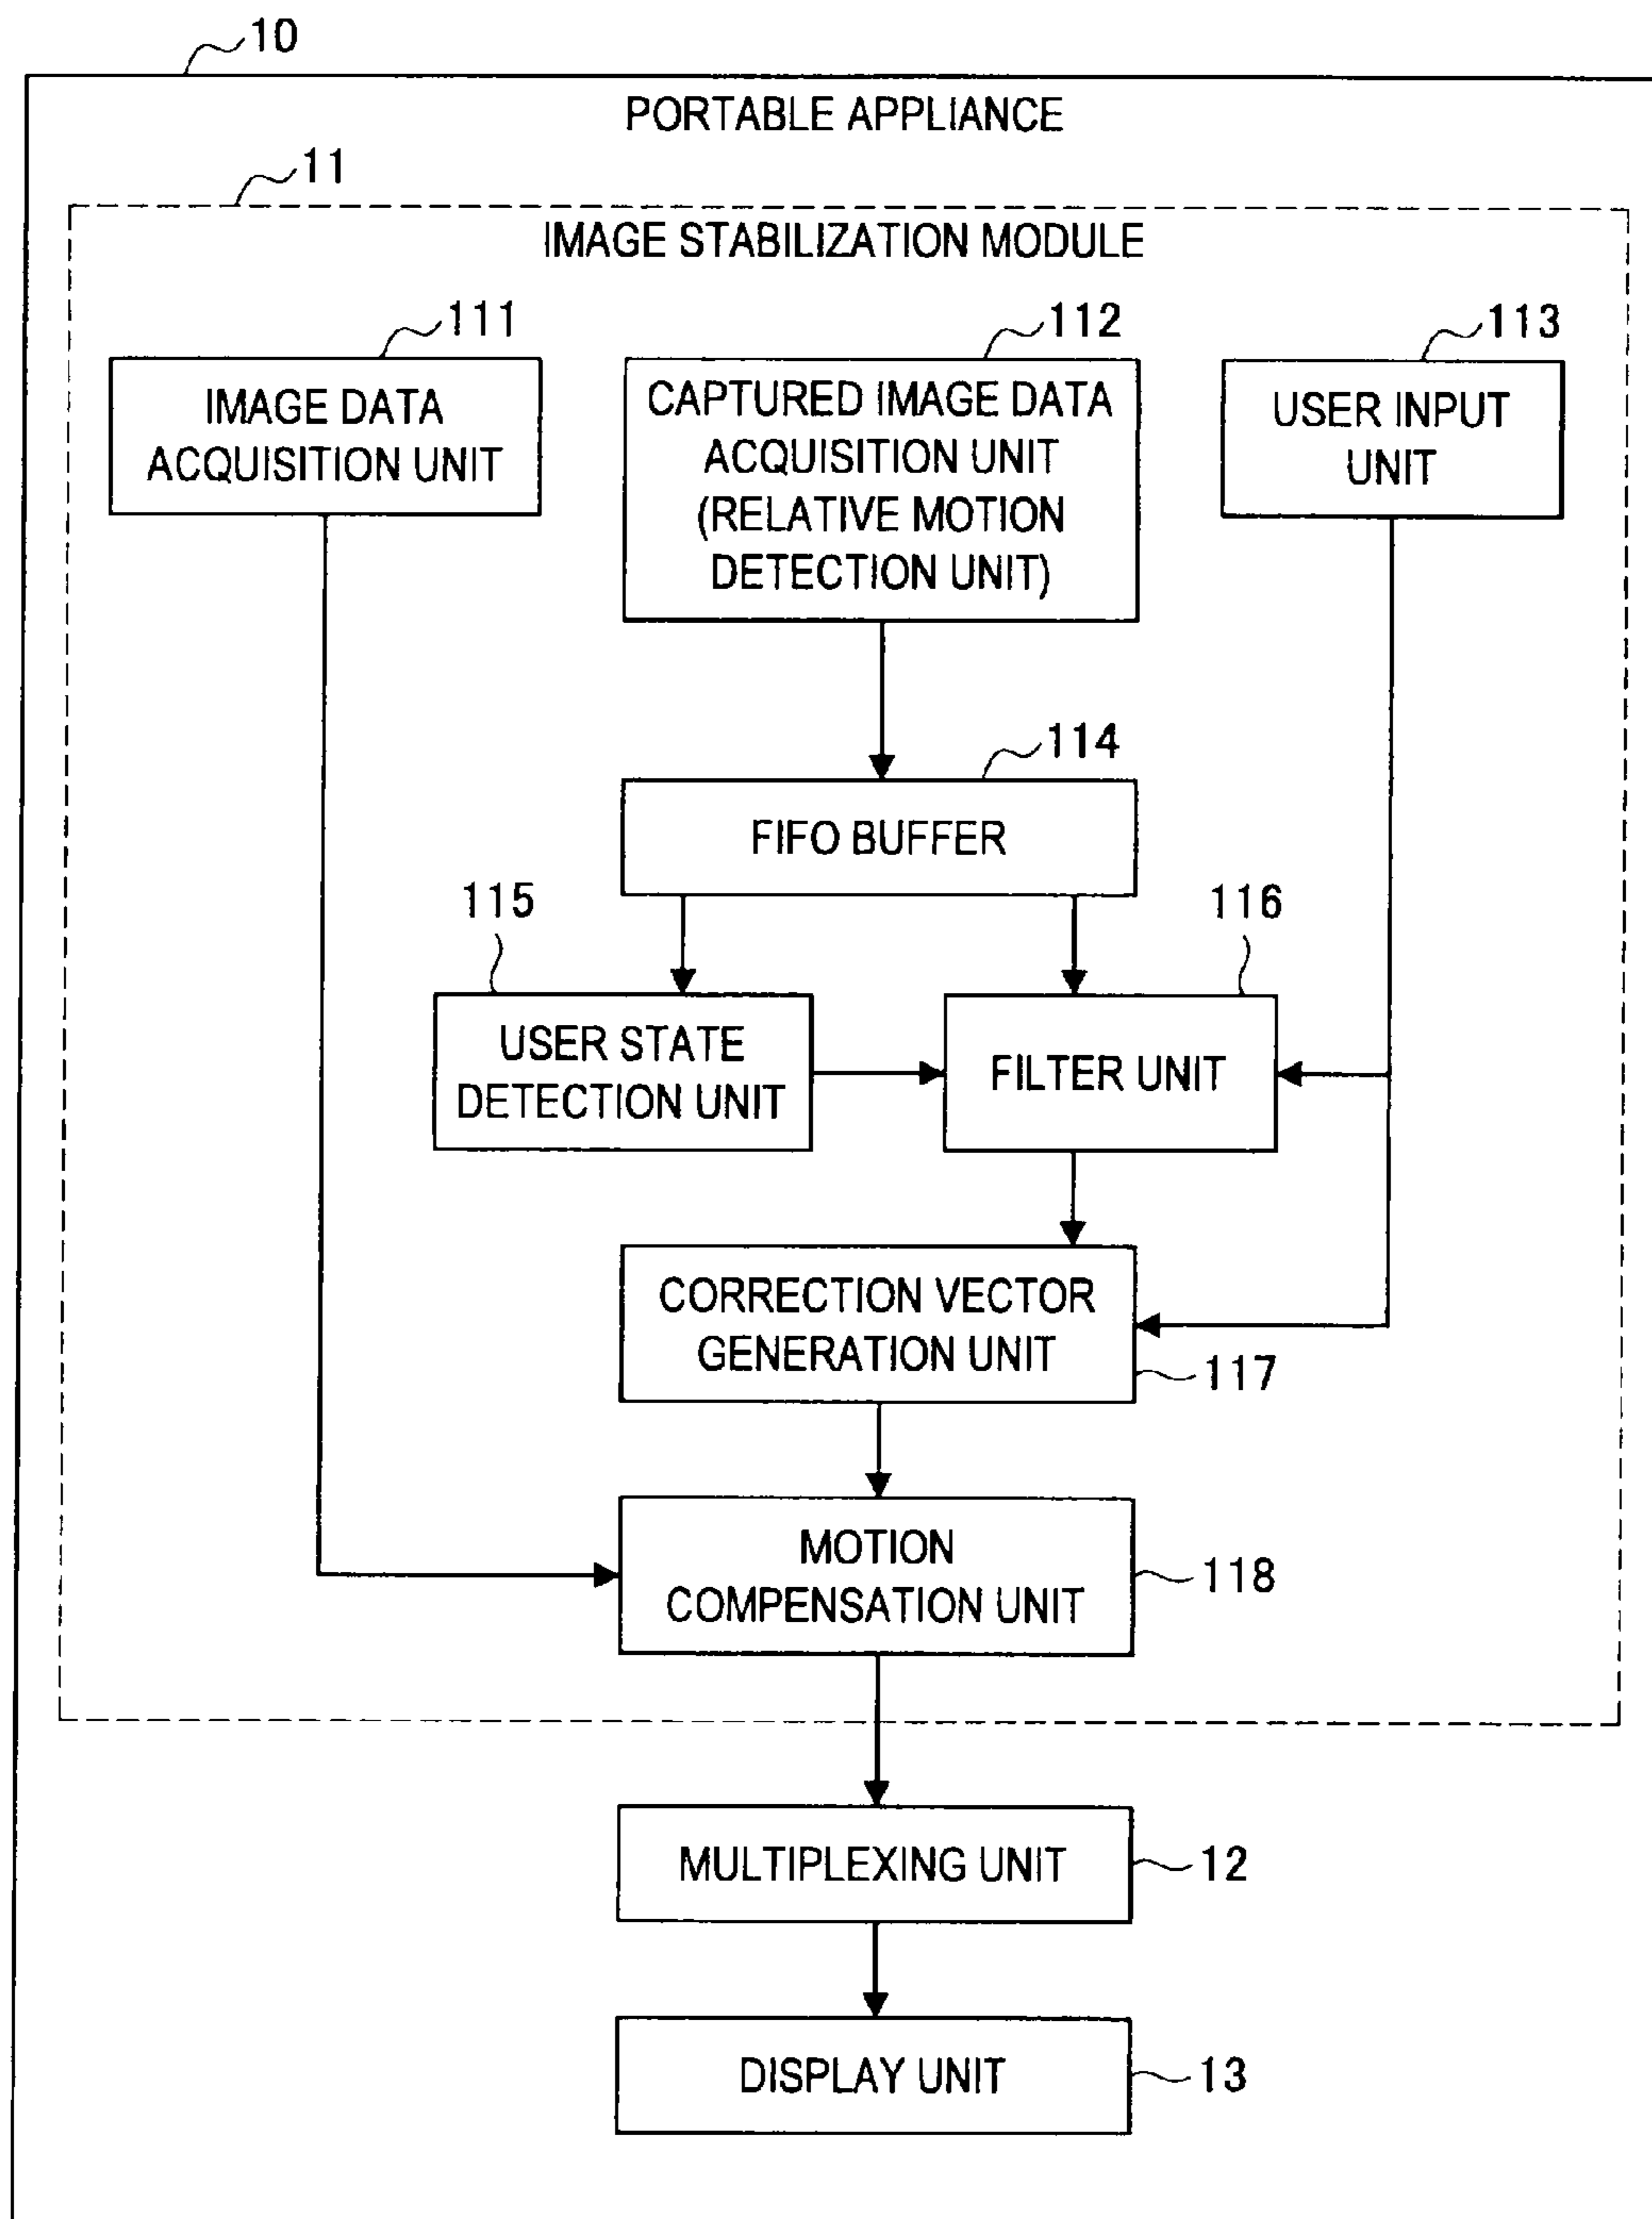 10
PORTABLE APPLIANCE
11
IMAGE STABILIZATION MODULE
111
IMAGE DATA
ACQUISITION UNIT
112
CAPTURED IMAGE DATA
ACQUISITION UNIT
(RELATIVE MOTION
DETECTION UNIT)
113
USER INPUT
UNIT
114
FIFO BUFFER
115
USER STATE
DETECTION UNIT
116
FILTER UNIT
CORRECTION VECTOR
GENERATION UNIT
117
MOTION
COMPENSATION UNIT
118
MULTIPLEXING UNIT
12
DISPLAY UNIT
13